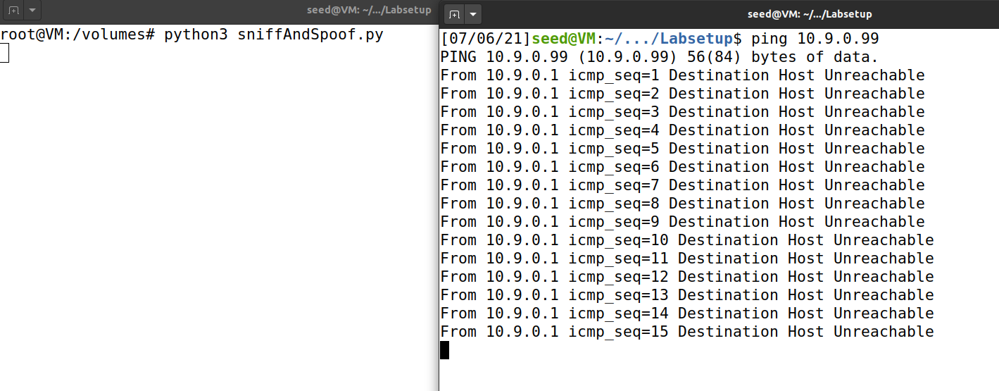 seed@VM: ~/.../Labsetup
root@VM:/volumes# python3 sniffAndSpoof.py
seed@VM: ~/.../Labsetup
[07/06/21]seed@VM:~/.../Labsetup$ ping 10.9.0.99
PING 10.9.0.99 (10.9.0.99) 56(84) bytes of data.
From 10.9.0.1 icmp_seq=1 Destination Host Unreachable
From 10.9.0.1 icmp_seq=2 Destination Host Unreachable
From 10.9.0.1 icmp_seq=3 Destination Host Unreachable
From 10.9.0.1 icmp_seq=4 Destination Host Unreachable
From 10.9.0.1 icmp_seq=5 Destination Host Unreachable
From 10.9.0.1 icmp_seq=6 Destination Host Unreachable
From 10.9.0.1 icmp_seq=7 Destination Host Unreachable
From 10.9.0.1 icmp_seq=8 Destination Host Unreachable
From 10.9.0.1 icmp_seq=9 Destination Host Unreachable
From 10.9.0.1 icmp_seq=10 Destination Host Unreachable
From 10.9.0.1 icmp_seq=11 Destination Host Unreachable
From 10.9.0.1 icmp_seq=12 Destination Host Unreachable
From 10.9.0.1 icmp_seq=13 Destination Host Unreachable
From 10.9.0.1 icmp_seq=14 Destination Host Unreachable
From 10.9.0.1 icmp_seq=15 Destination Host Unreachable